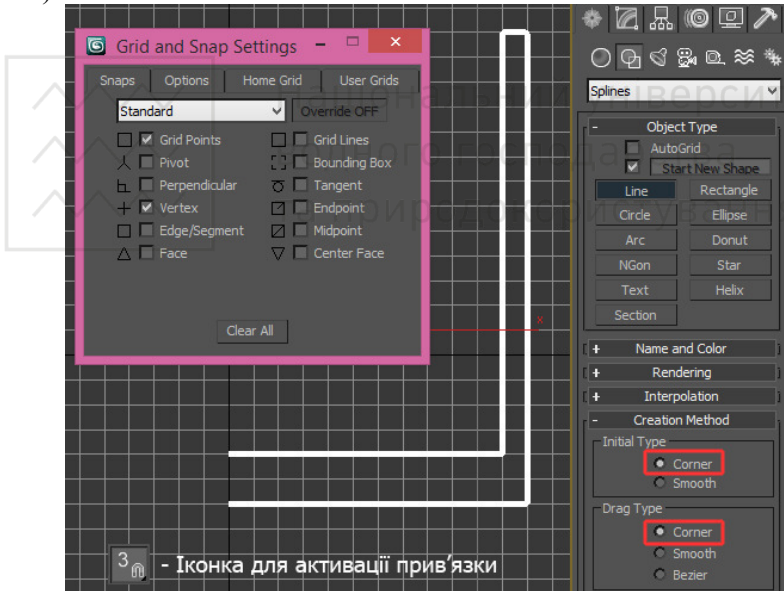 Grid and Snap Settings
Snaps Options Home Grid User Grids
Standard Override OFF
Grid Points Grid Lines
Pivot Bounding Box
Perpendicular Tangent
Vertex Endpoint
Edge/Segment Midpoint
Face Center Face
Clear All
x
3 - Іконка для активації прив’язки
Splines
- Object Type
AutoGrid
Start New Shape
Line Rectangle
Circle Ellipse
Arc Donut
NGon Star
Text Helix
Section
+ Name and Color
+ Rendering
+ Interpolation
- Creation Method
Initial Type
Corner
Smooth
Drag Type
Corner
Smooth
Bezier